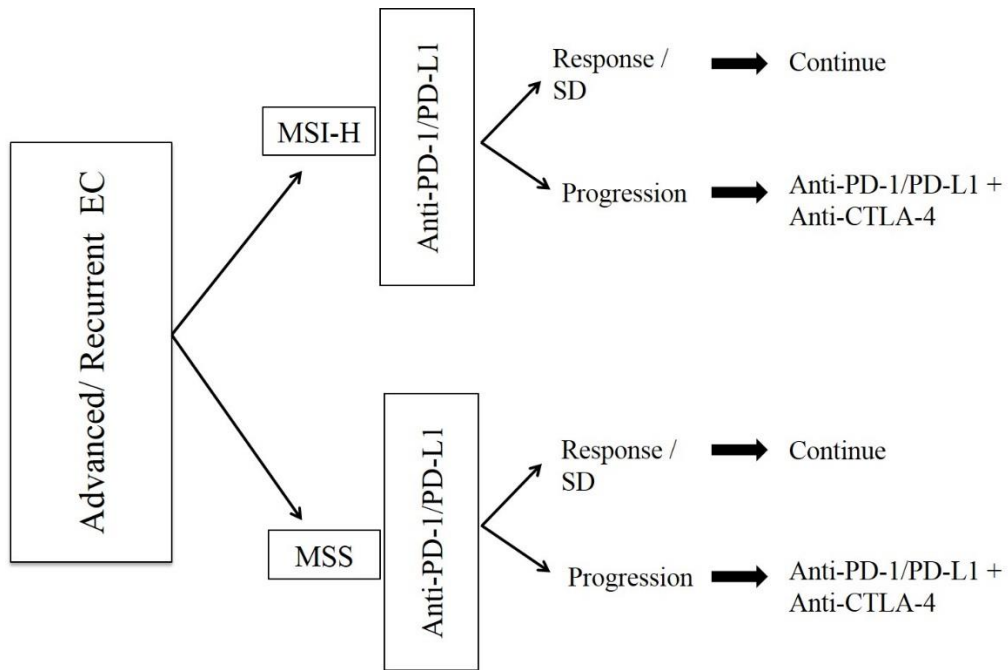 Advanced/ Recurrent EC
MSI-H
Anti-PD-1/PD-L1
Response /
SD
Continue
Progression
Anti-PD-1/PD-L1 +
Anti-CTLA-4
MSS
Anti-PD-1/PD-L1
Response /
SD
Continue
Progression
Anti-PD-1/PD-L1 +
Anti-CTLA-4